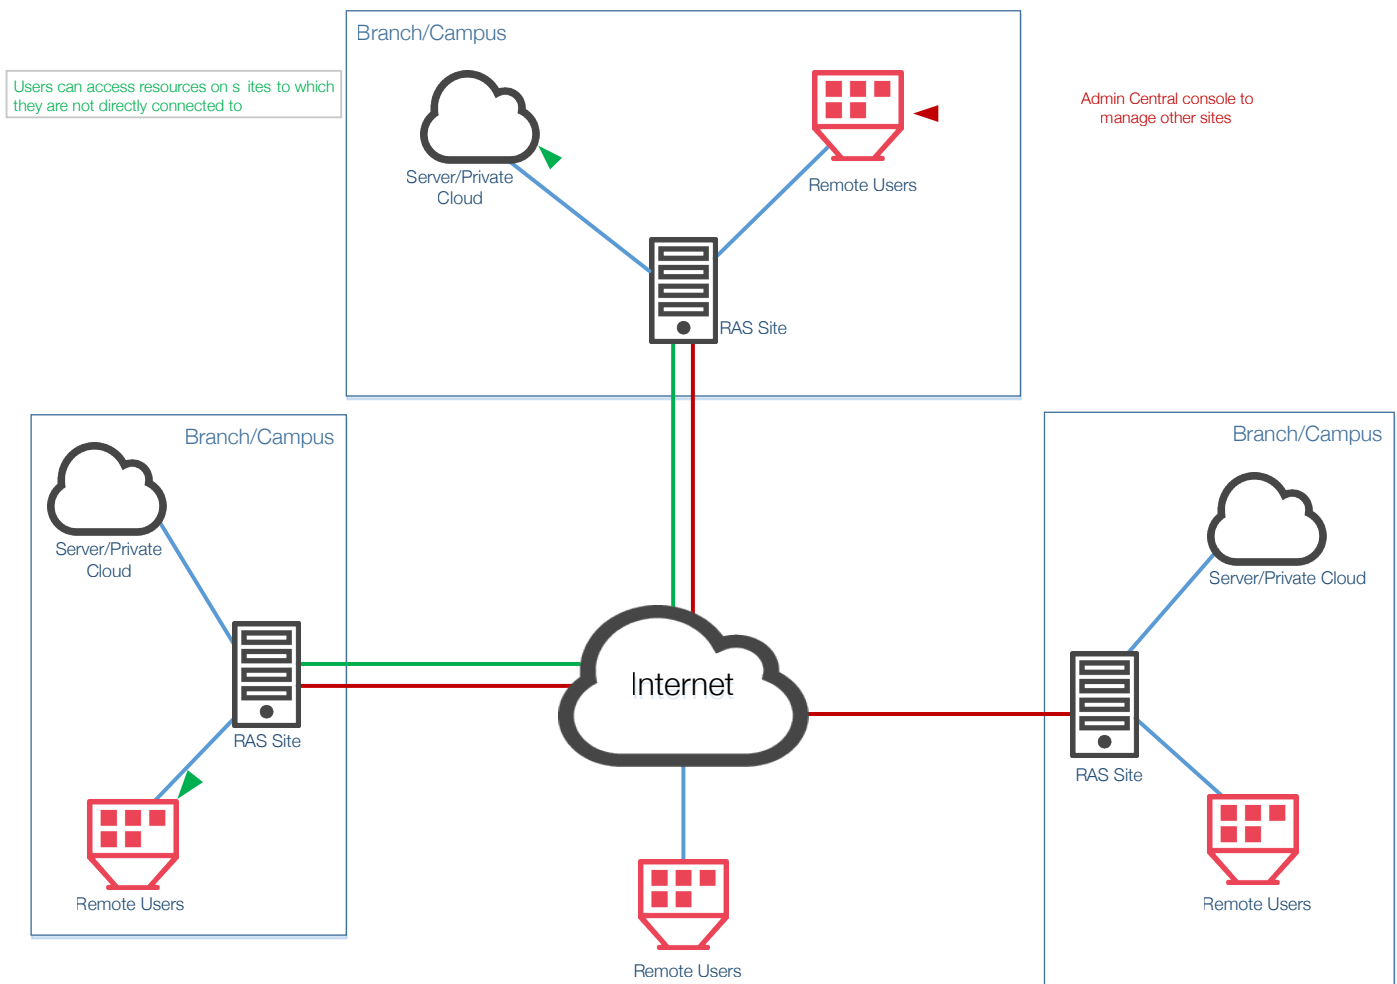 Branch/Campus
Users can access resources on s ites to which
they are not directly connected to
Admin Central console to
manage other sites
Server/Private
Cloud
Remote Users
RAS Site
Branch/Campus
Server/Private
Cloud
RAS Site
Remote Users
Internet
Remote Users
Branch/Campus
Server/Private Cloud
RAS Site
Remote Users